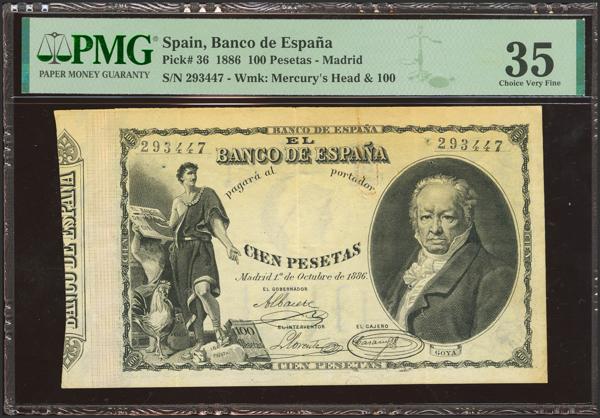 PMG
PAPER MONEY GUARANTY
Spain, Banco de España
Pick# 36 1886 100 Pesetas - Madrid
S/N 293447 - Wmk: Mercury's Head & 100
35
Choice Very Fine
BANCO DE ESPAÑA
BANCO DE ESPAÑA
293447
EL
293447
BANCO DE ESPAÑA
pagará al portador
CIEN PESETAS
Madrid 1.º de Octubre de 1886.
EL GOBERNADOR
EL INTERVENTOR
EL CAJERO
100
GOYA
CIEN PESETAS